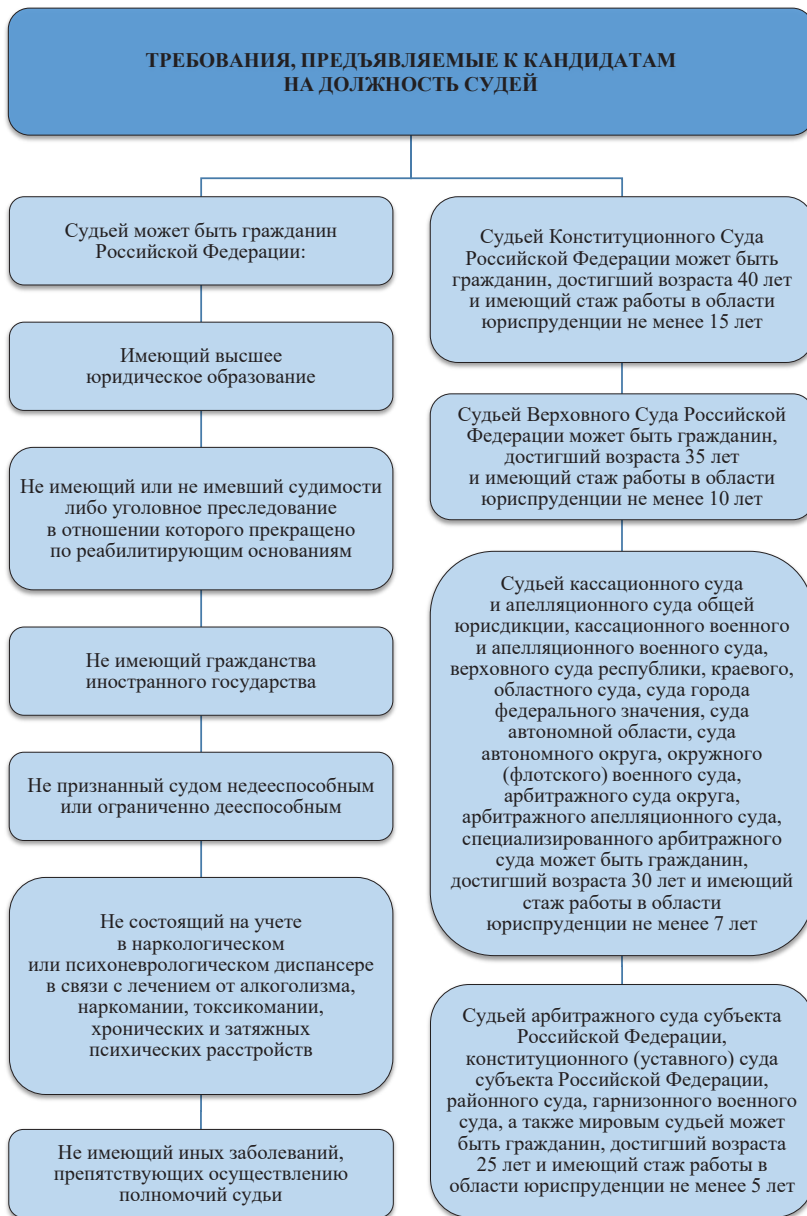 ТРЕБОВАНИЯ, ПРЕДЪЯВЛЯЕМЫЕ К КАНДИДАТАМ
НА ДОЛЖНОСТЬ СУДЕЙ
Судьей может быть гражданин
Российской Федерации:
Имеющий высшее
юридическое образование
Не имеющий или не имевший судимости
либо уголовное преследование
в отношении которого прекращено
по реабилитирующим основаниям
Не имеющий гражданства
иностранного государства
Не признанный судом недееспособным
или ограниченно дееспособным
Не состоящий на учете
в наркологическом
или психоневрологическом диспансере
в связи с лечением от алкоголизма,
наркомании, токсикомании,
хронических и затяжных
психических расстройств
Не имеющий иных заболеваний,
препятствующих осуществлению
полномочий судьи
Судьей Конституционного Суда
Российской Федерации может быть
гражданин, достигший возраста 40 лет
и имеющий стаж работы в области
юриспруденции не менее 15 лет
Судьей Верховного Суда Российской
Федерации может быть гражданин,
достигший возраста 35 лет
и имеющий стаж работы в области
юриспруденции не менее 10 лет
Судьей кассационного суда
и апелляционного суда общей
юрисдикции, кассационного военного
и апелляционного военного суда,
верховного суда республики, краевого,
областного суда, суда города
федерального значения, суда
автономной области, суда
автономного округа, окружного
(флотского) военного суда,
арбитражного суда округа,
арбитражного апелляционного суда,
специализированного арбитражного
суда может быть гражданин,
достигший возраста 30 лет и имеющий
стаж работы в области
юриспруденции не менее 7 лет
Судьей арбитражного суда субъекта
Российской Федерации,
конституционного (уставного) суда
субъекта Российской Федерации,
районного суда, гарнизонного военного
суда, а также мировым судьей может
быть гражданин, достигший возраста
25 лет и имеющий стаж работы в
области юриспруденции не менее 5 лет